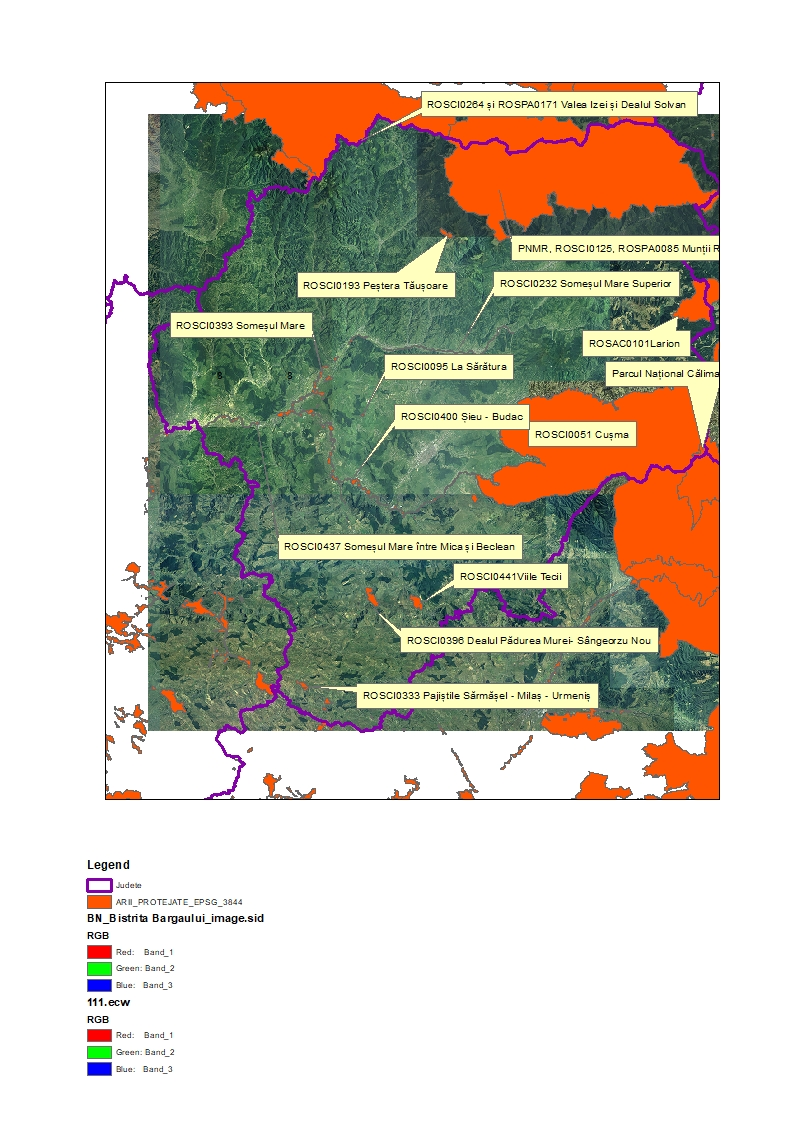 ROSCI0264 și ROSPA0171 Valea Izei și Dealul Solvan
PNMR, ROSCI0125, ROSPA0085 Munții R
ROSCI0193 Peștera Tăușoare
ROSCI0232 Someșul Mare Superior
ROSCI0393 Someșul Mare
ROSAC0101Larion
ROSCI0095 La Sărătura
Parcul Național Călima
ROSCI0400 Șieu - Budac
ROSCI0051 Cușma
ROSCI0437 Someșul Mare între Mica și Beclean
ROSCI0441Viile Tecii
ROSCI0396 Dealul Pădurea Murei- Sângeorzu Nou
ROSCI0333 Pajiștile Sărmășel - Milaș - Urmeniș
Legend
Judete
ARII_PROTEJATE_EPSG_3844
BN_Bistrita Bargaului_image.sid
RGB
Red: Band_1
Green: Band_2
Blue: Band_3
111.ecw
RGB
Red: Band_1
Green: Band_2
Blue: Band_3